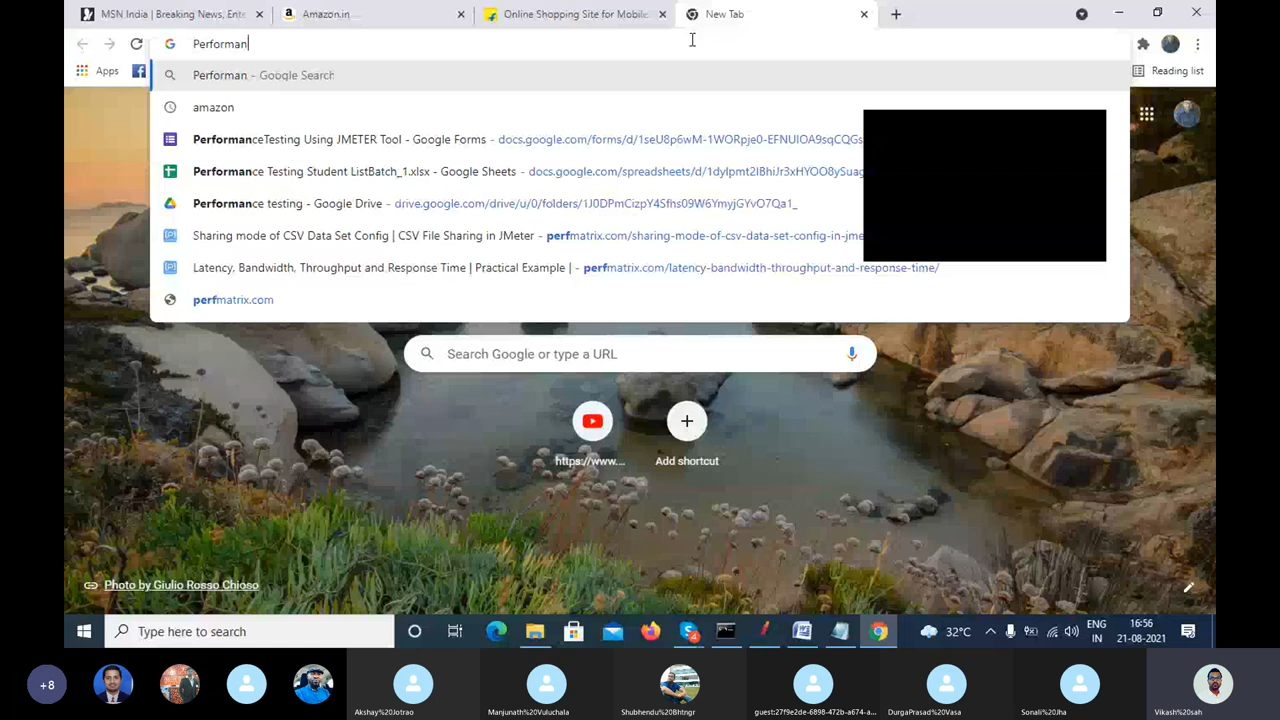 MSN India | Breaking News, Ente
Amazon.in
Online Shopping Site for Mobile
New Tab
Performan
Apps
Reading list
Performan - Google Search
amazon
PerformanceTesting Using JMETER Tool - Google Forms - docs.google.com/forms/d/1seU8p6wM-1WORpje0-EFNUIOA9sqCQGs
Performance Testing Student ListBatch_1.xlsx - Google Sheets - docs.google.com/spreadsheets/d/1dyIpmt2IBhiJr3xHYOO8ySuag
Performance testing - Google Drive - drive.google.com/drive/u/0/folders/1J0DPmCizpY4Sfhs09W6YmyjGYvO7Qa1_
Sharing mode of CSV Data Set Config | CSV File Sharing in JMeter - perfmatrix.com/sharing-mode-of-csv-data-set-config-in-jme
Latency, Bandwidth, Throughput and Response Time | Practical Example | - perfmatrix.com/latency-bandwidth-throughput-and-response-time/
perfmatrix.com
Search Google or type a URL
https://www...
Add shortcut
Photo by Giulio Rosso Chioso
Type here to search
32°C
ENG
IN
16:56
21-08-2021
+8
Akshay%20Jotrao
Manjunath%20Vuluchala
Shubhendu%20Bhtngr
guest:27f9e2de-6898-472b-a674-a...
DurgaPrasad%20Vasa
Sonali%20Jha
Vikash%20sah